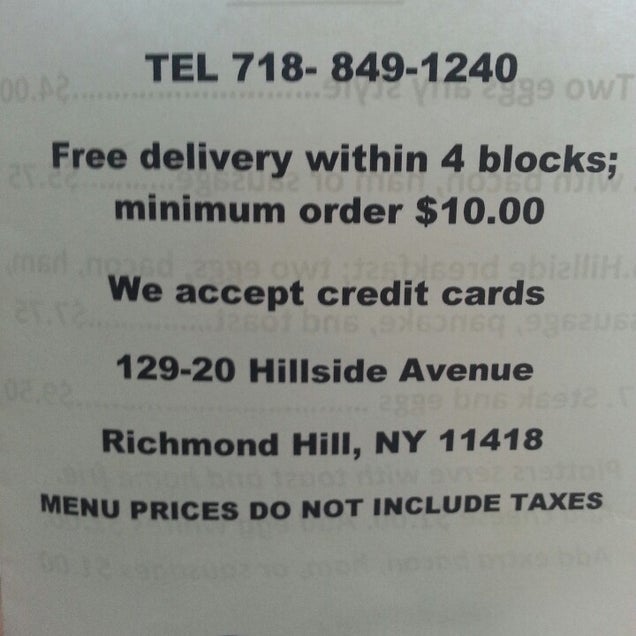 TEL 718- 849-1240
Free delivery within 4 blocks;
minimum order $10.00
We accept credit cards
129-20 Hillside Avenue
Richmond Hill, NY 11418
MENU PRICES DO NOT INCLUDE TAXES